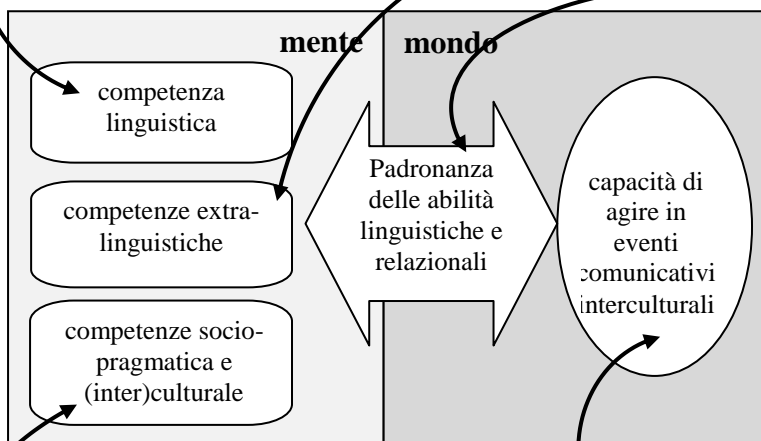 mente mondo
competenza
linguistica
competenze extra-
linguistiche
competenze socio-
pragmatica e
(inter)culturale
Padronanza
delle abilità
linguistiche e
relazionali
capacità di
agire in
eventi
comunicativi
interculturali